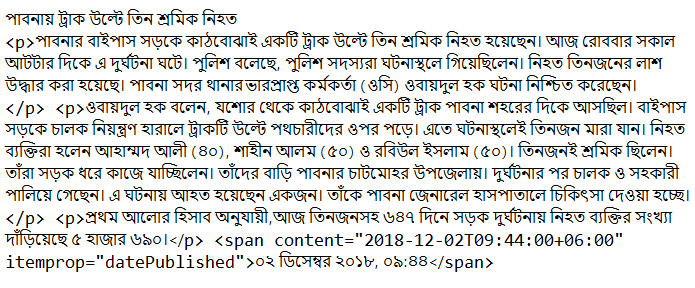 পাবনায় ট্রাক উল্টে তিন শ্রমিক নিহত
<p>পাবনার বাইপাস সড়কে কাঠবোঝাই একটি ট্রাক উল্টে তিন শ্রমিক নিহত হয়েছেন। আজ রোববার সকাল
আটটার দিকে এ দুর্ঘটনা ঘটে। পুলিশ বলেছে, পুলিশ সদস্যরা ঘটনাস্থলে গিয়েছিলেন। নিহত তিনজনের লাশ
উদ্ধার করা হয়েছে। পাবনা সদর থানার ভারপ্রাপ্ত কর্মকর্তা (ওসি) ওবায়দুল হক ঘটনা নিশ্চিত করেছেন।
</p> <p>ওবায়দুল হক বলেন, যশোর থেকে কাঠবোঝাই একটি ট্রাক পাবনা শহরের দিকে আসছিল। বাইপাস
সড়কে চালক নিয়ন্ত্রণ হারালে ট্রাকটি উল্টে পথচারীদের ওপর পড়ে। এতে ঘটনাস্থলেই তিনজন মারা যান। নিহত
ব্যক্তিরা হলেন আহাম্মদ আলী (৪০), শাহীন আলম (৫০) ও রবিউল ইসলাম (৫০)। তিনজনই শ্রমিক ছিলেন।
তাঁরা সড়ক ধরে কাজে যাচ্ছিলেন। তাঁদের বাড়ি পাবনার চাটমোহর উপজেলায়। দুর্ঘটনার পর চালক ও সহকারী
পালিয়ে গেছেন। এ ঘটনায় আহত হয়েছেন একজন। তাঁকে পাবনা জেনারেল হাসপাতালে চিকিত্সা দেওয়া হচ্ছে।
</p> <p>প্রথম আলোর হিসাব অনুযায়ী,আজ তিনজনসহ ৬৪৭ দিনে সড়ক দুর্ঘটনায় নিহত ব্যক্তির সংখ্যা
দাঁড়িয়েছে ৫ হাজার ৬৯০।</p> <span content="2018-12-02T09:44:00+06:00"
itemprop="datePublished">০২ ডিসেম্বর ২০১৮, ০৯:৪৪</span>